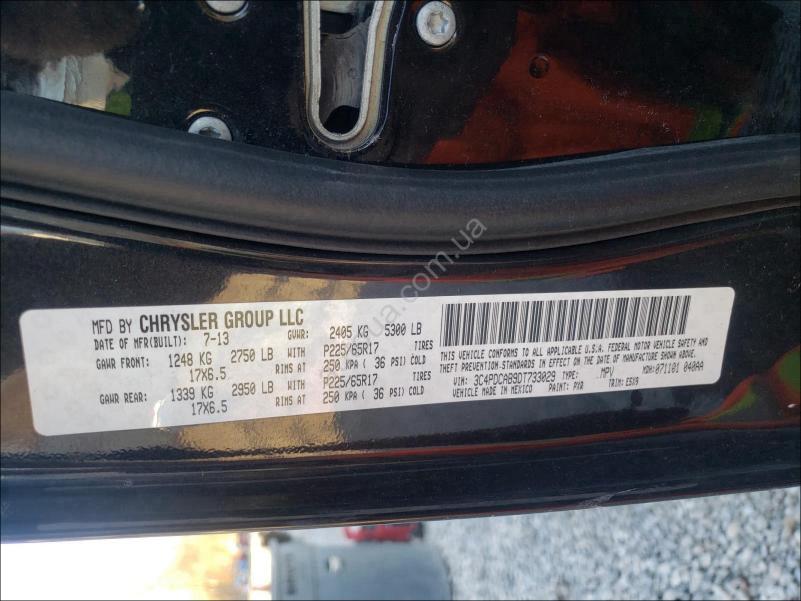 MFD BY CHRYSLER GROUP LLC
DATE OF MFR(BUILT): 7-13 GVWR: 2405 KG 5300 LB
GAWR FRONT: 1248 KG 2750 LB WITH P225/65R17 TIRES
17X6.5 RIMS AT 250 KPA ( 36 PSI) COLD
GAWR REAR: 1339 KG 2950 LB WITH P225/65R17 TIRES
17X6.5 RIMS AT 250 KPA ( 36 PSI) COLD
THIS VEHICLE CONFORMS TO ALL APPLICABLE U.S.A. FEDERAL MOTOR VEHICLE SAFETY AND
THEFT PREVENTION STANDARDS IN EFFECT ON THE DATE OF MANUFACTURE SHOWN ABOVE.
VIN: 3C4PDCAB9DT733029 TYPE: MPV MDH: 071101 040AA
VEHICLE MADE IN MEXICO PAINT: PXR TRIM: ESX9
.com.ua